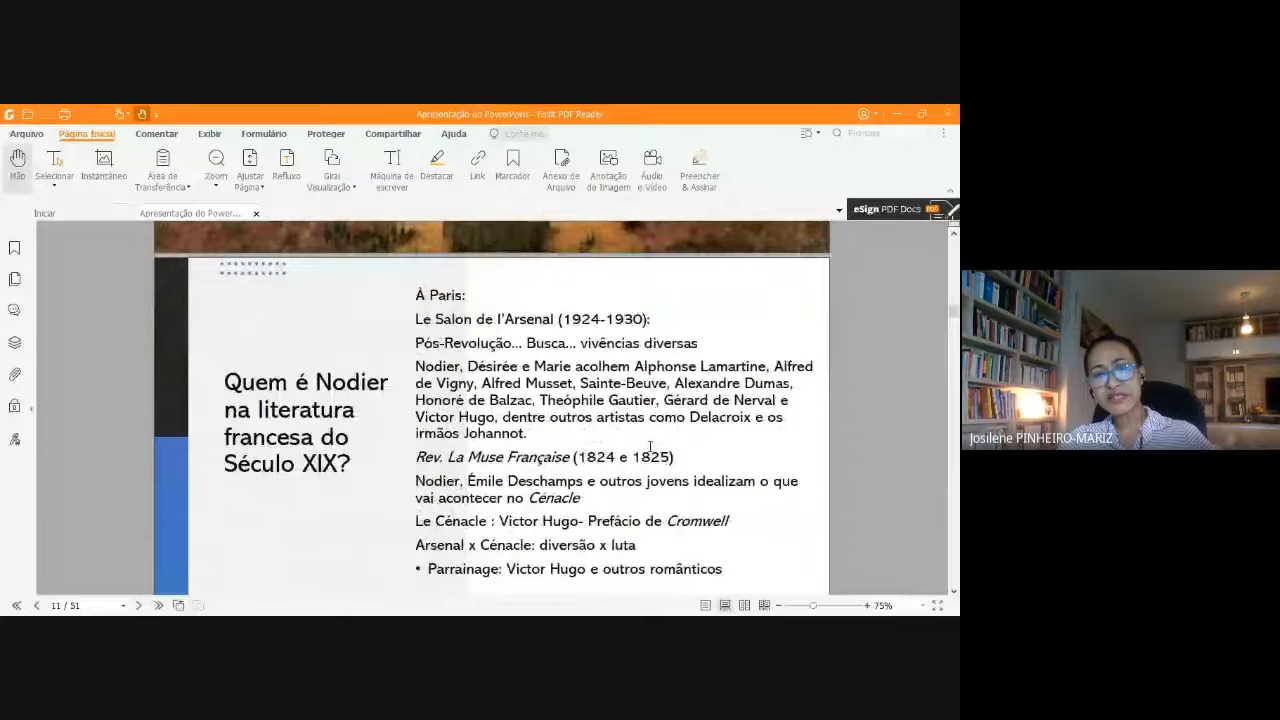 Apresentação do PowerPoint - Foxit PDF Reader
Arquivo
Página Inicial
Comentar
Exibir
Formulário
Proteger
Compartilhar
Ajuda
Conte-me...
Procurar
Mão
Selecionar
Instantâneo
Área de
Transferência
Zoom
Ajustar
Página
Refluxo
Girar
Visualização
Máquina de
escrever
Destacar
Link
Marcador
Anexo de
Arquivo
Anotação
de Imagem
Áudio
e Vídeo
Preencher
& Assinar
Iniciar
Apresentação do Power...
eSign PDF Docs
Quem é Nodier
na literatura
francesa do
Século XIX?
À Paris:
Le Salon de l'Arsenal (1924-1930):
Pós-Revolução... Busca... vivências diversas
Nodier, Désirée e Marie acolhem Alphonse Lamartine, Alfred
de Vigny, Alfred Musset, Sainte-Beuve, Alexandre Dumas,
Honoré de Balzac, Theóphile Gautier, Gérard de Nerval e
Victor Hugo, dentre outros artistas como Delacroix e os
irmãos Johannot.
Rev. La Muse Française (1824 e 1825)
Nodier, Émile Deschamps e outros jovens idealizam o que
vai acontecer no Cénacle
Le Cénacle : Victor Hugo- Prefácio de Cromwell
Arsenal x Cénacle: diversão x luta
• Parrainage: Victor Hugo e outros românticos
11 / 51
75%
Josilene PINHEIRO-MARIZ